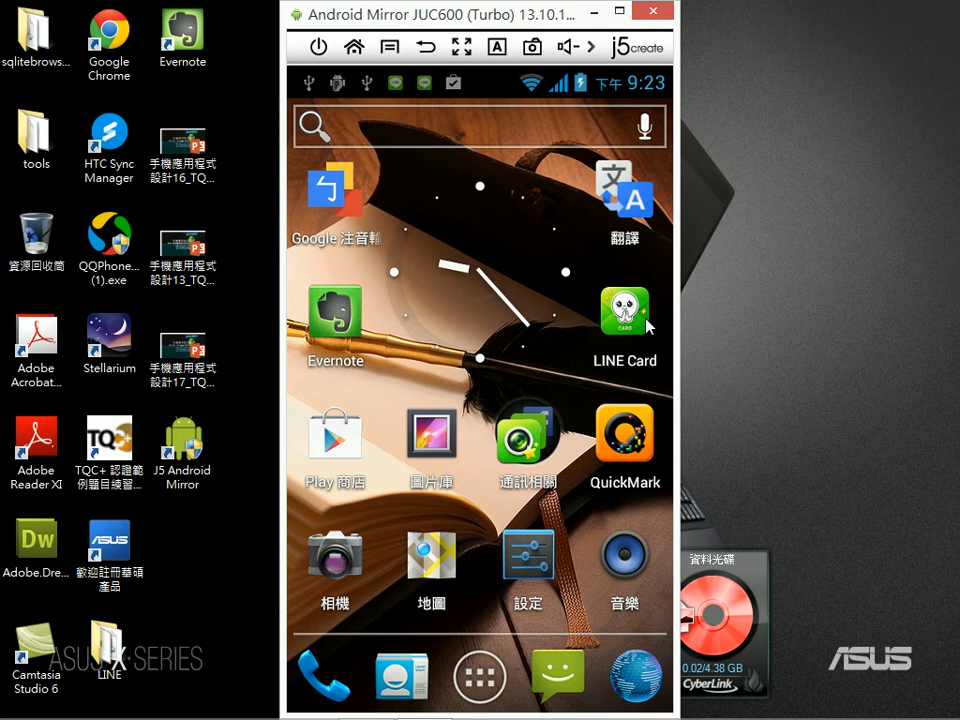 Android Mirror JUC600 (Turbo) 13.10.1...
j5create
下午 9:23
sqlitebrows...
Google Chrome
Evernote
tools
HTC Sync Manager
手機應用程式
設計16_TQ...
資源回收筒
QQPhone...
(1).exe
手機應用程式
設計13_TQ...
Adobe
Acrobat...
Stellarium
手機應用程式
設計17_TQ...
Adobe
Reader XI
TQC+ 認證範
例題目練習...
J5 Android
Mirror
Adobe.Dre...
歡迎註冊華碩
產品
Camtasia
Studio 6
LINE
ASUS X-SERIES
Google 注音輸
翻譯
Evernote
LINE Card
CARD
Play 商店
圖片庫
通訊相關
QuickMark
相機
地圖
設定
音樂
資料光碟
0.02/4.38 GB
CyberLink
ASUS